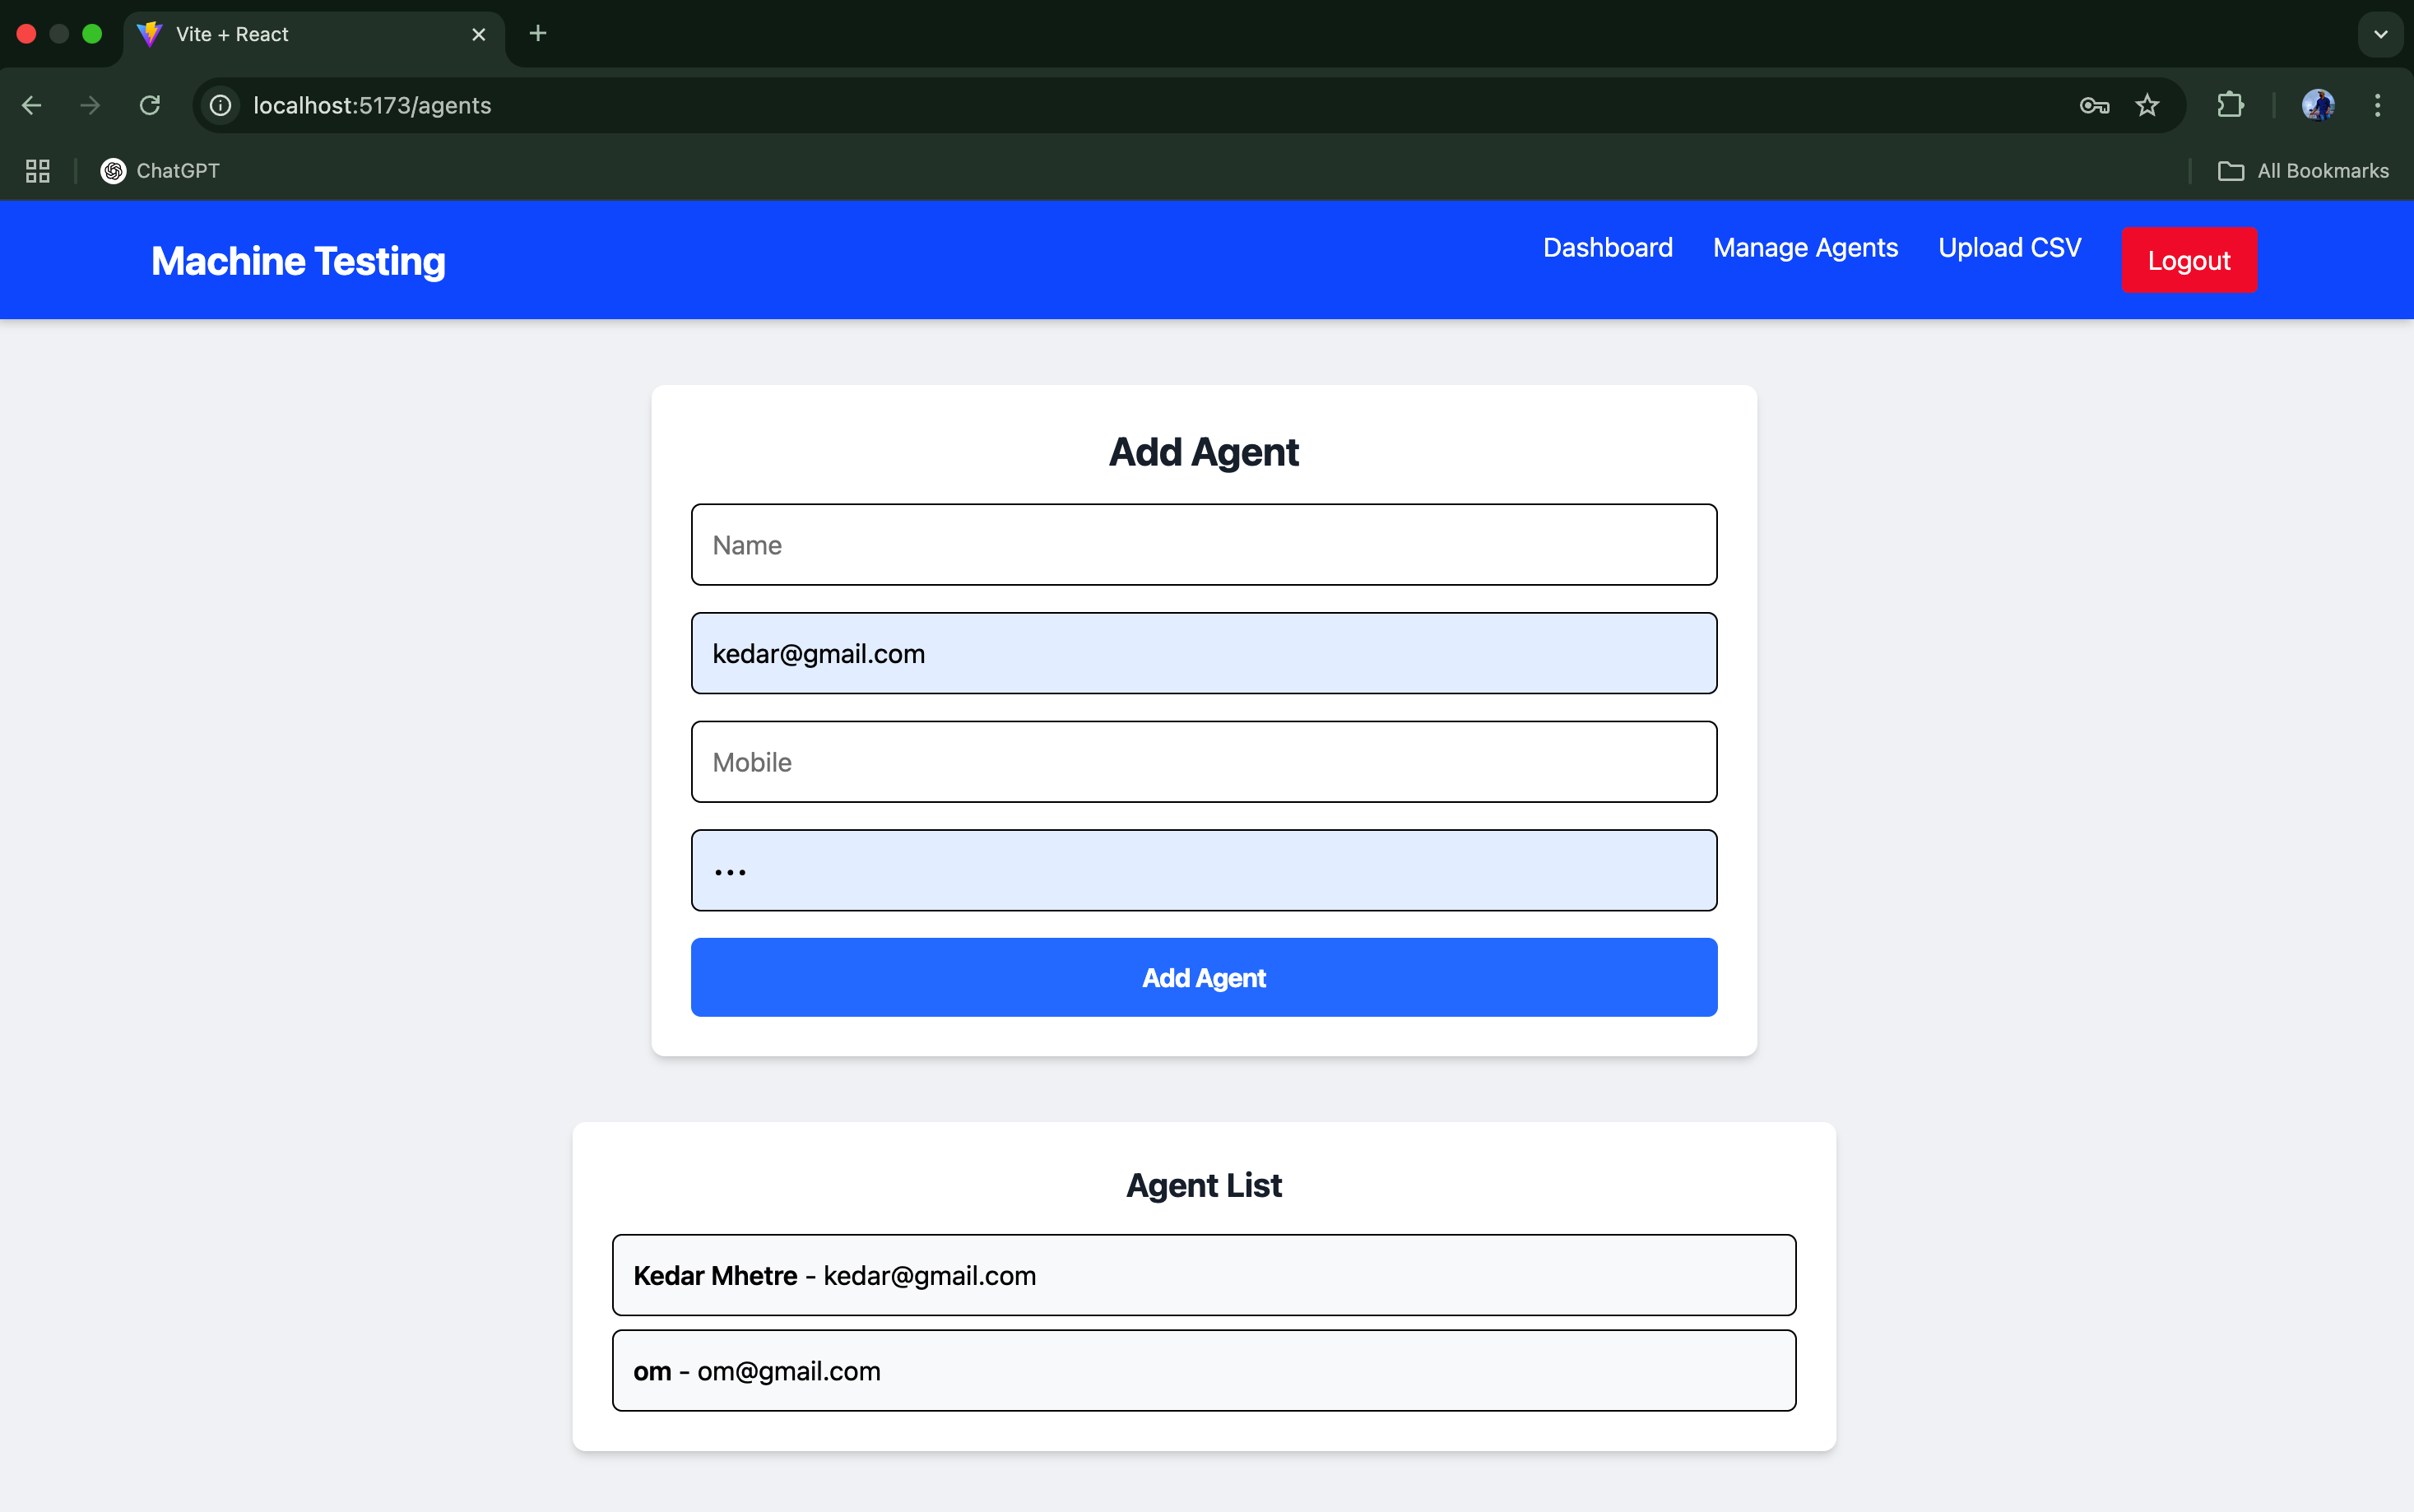 Vite + React
localhost:5173/agents
ChatGPT
All Bookmarks
Machine Testing
Dashboard
Manage Agents
Upload CSV
Logout
Add Agent
Name
kedar@gmail.com
Mobile
•••
Add Agent
Agent List
Kedar Mhetre - kedar@gmail.com
om - om@gmail.com